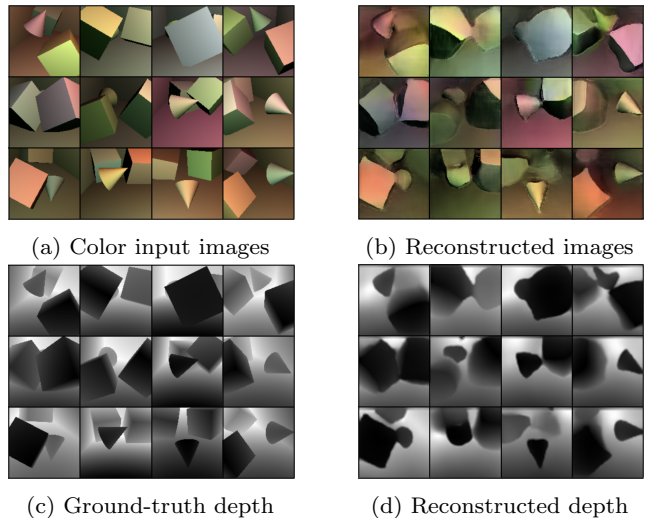 (a) Color input images
(b) Reconstructed images
(c) Ground-truth depth
(d) Reconstructed depth